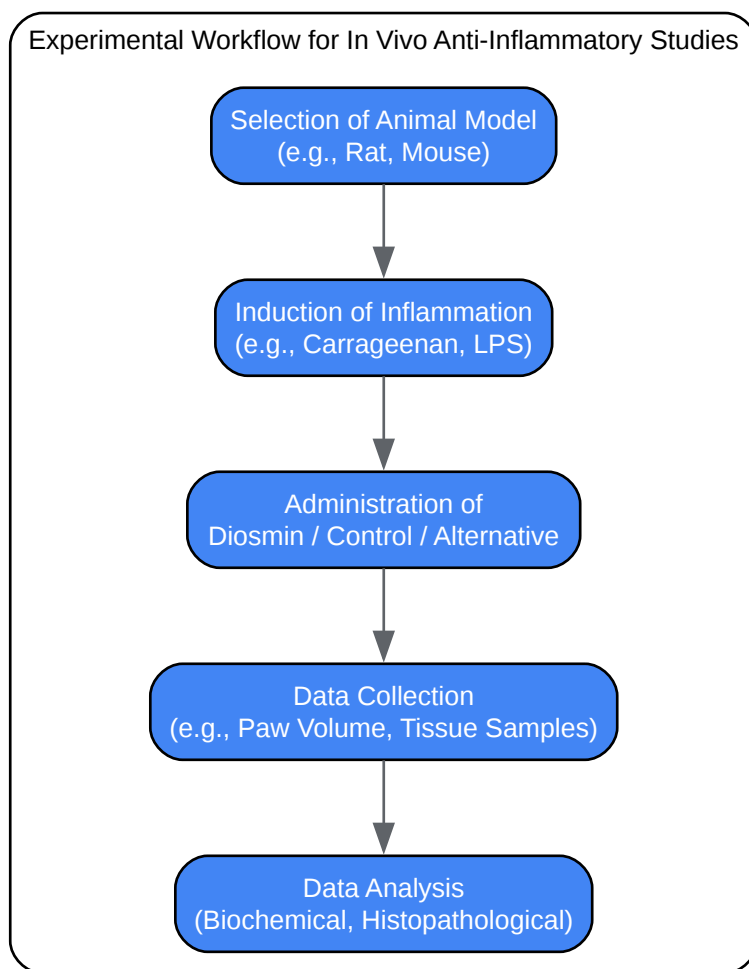 Experimental Workflow for In Vivo Anti-Inflammatory Studies
Selection of Animal Model
(e.g., Rat, Mouse)
Induction of Inflammation
(e.g., Carrageenan, LPS)
Administration of
Diosmin / Control / Alternative
Data Collection
(e.g., Paw Volume, Tissue Samples)
Data Analysis
(Biochemical, Histopathological)